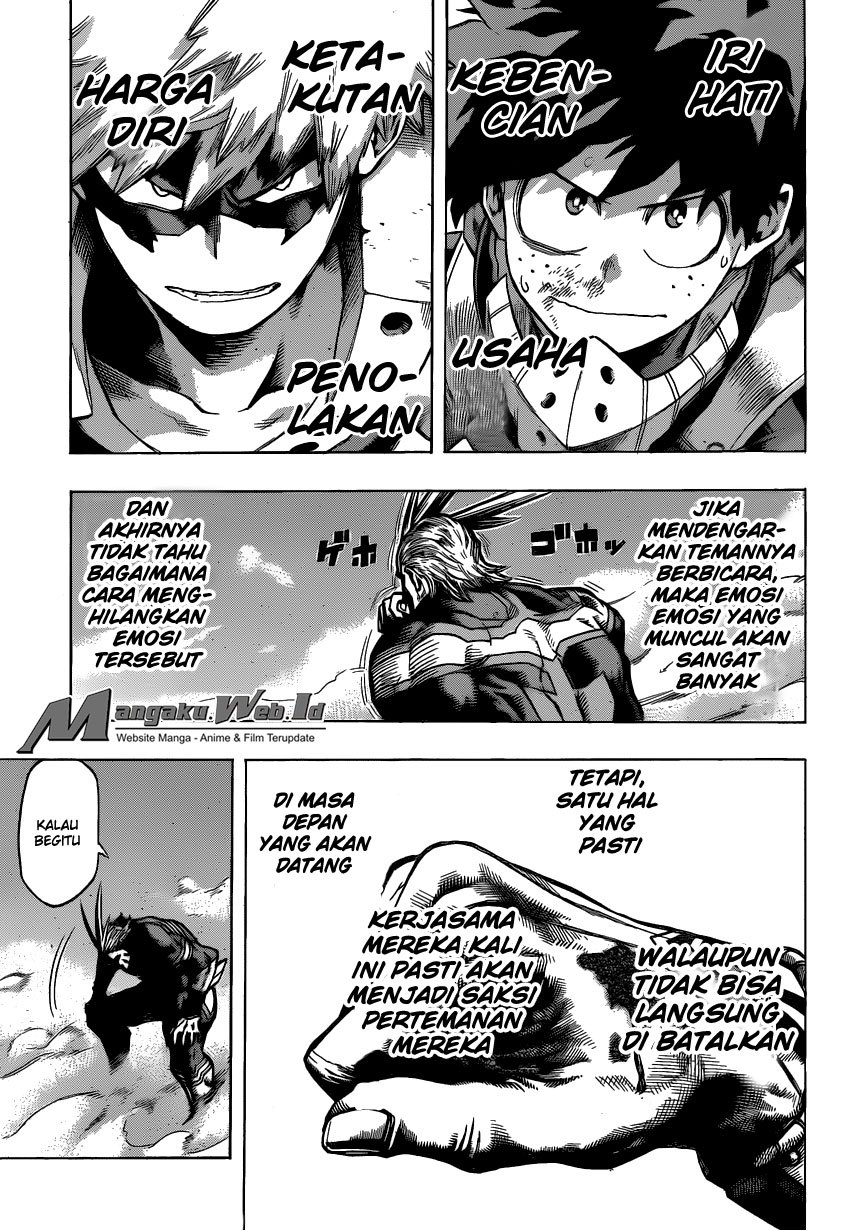 IRI
HATI
KEBEN-
CIAN
USAHA
KETA-
KUTAN
HARGA
DIRI
PENO-
LAKAN
JIKA
MENDENGAR-
KAN TEMANNYA
BERBICARA,
MAKA EMOSI
EMOSI YANG
MUNCUL AKAN
SANGAT
BANYAK
ゴホッ
ゲホ
DAN
AKHIRNYA
TIDAK TAHU
BAGAIMANA
CARA MENG-
HILANGKAN
EMOSI
TERSEBUT
Mangaku.Web.Id
Website Manga - Anime & Film Terupdate
TETAPI,
SATU HAL
YANG
PASTI
WALAUPUN
TIDAK BISA
LANGSUNG
DI BATALKAN
DI MASA
DEPAN
YANG AKAN
DATANG
KERJASAMA
MEREKA KALI
INI PASTI AKAN
MENJADI SAKSI
PERTEMANAN
MEREKA
KALAU
BEGITU